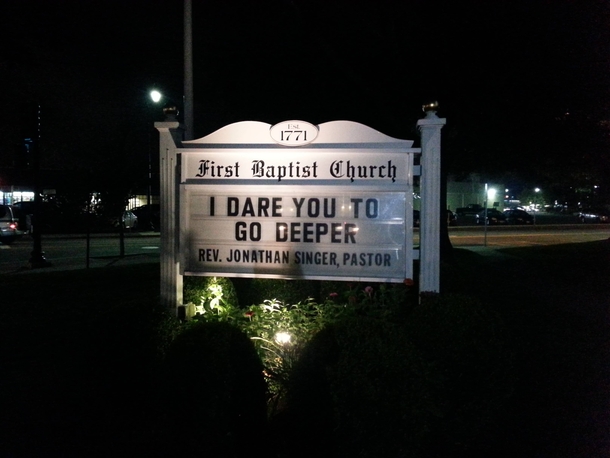 EST.
1771
First Baptist Church
I DARE YOU TO
GO DEEPER
REV. JONATHAN SINGER, PASTOR